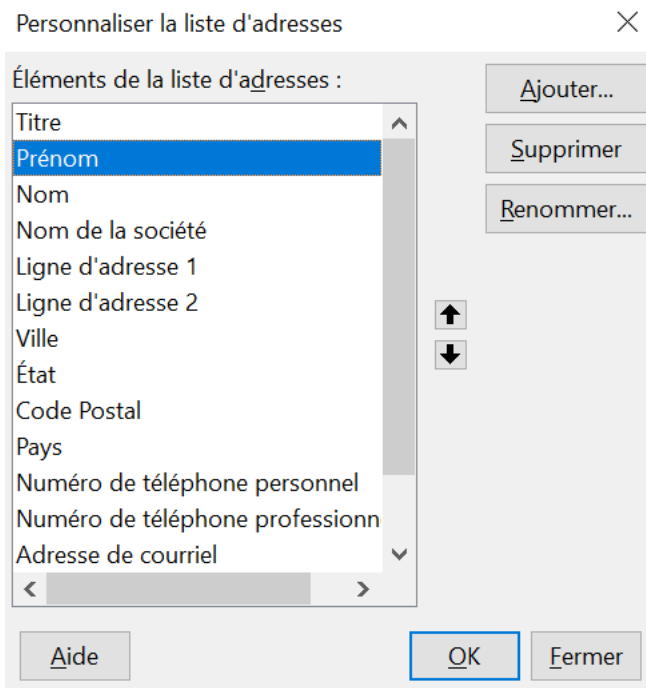 Personnaliser la liste d'adresses
Éléments de la liste d'adresses :
Titre
Prénom
Nom
Nom de la société
Ligne d'adresse 1
Ligne d'adresse 2
Ville
État
Code Postal
Pays
Numéro de téléphone personnel
Numéro de téléphone professionn
Adresse de courriel
Ajouter...
Supprimer
Renommer...
Aide
OK
Fermer